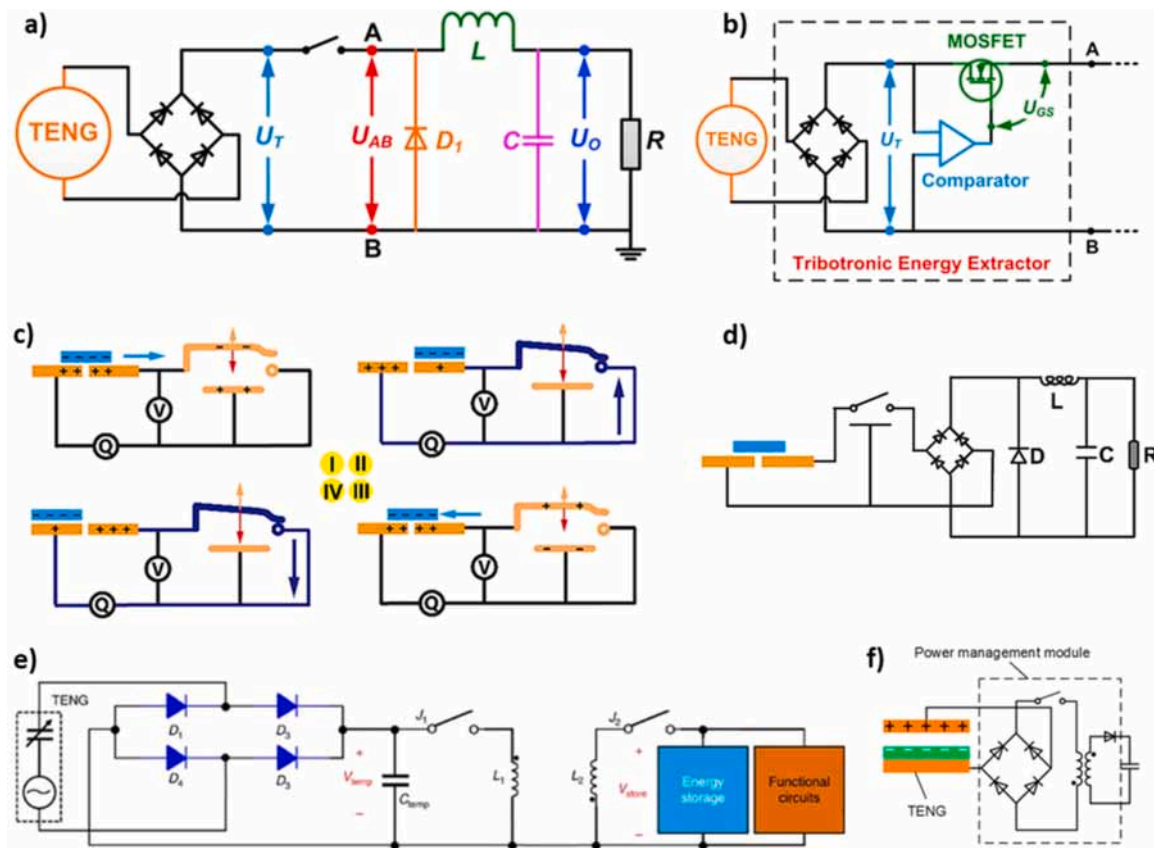 a)
A
L
TENG
U_T
U_AB
D_1
C
U_O
R
B
b)
MOSFET
A
U_GS
TENG
U_T
Comparator
B
Tribotronic Energy Extractor
c)
- - - -
- -
+ + + +
+ +
V
Q
- - - -
+ + + +
V
Q
I II
IV III
- - - -
+ + + +
V
Q
- - - -
+ +
+ + + +
- -
V
Q
d)
L
D
C
R
e)
TENG
D_1
D_3
D_4
D_3
J_1
+
V_temp
–
C_temp
L_1
L_2
J_2
+
V_store
–
Energy storage
Functional circuits
f)
Power management module
+ + + + +
TENG